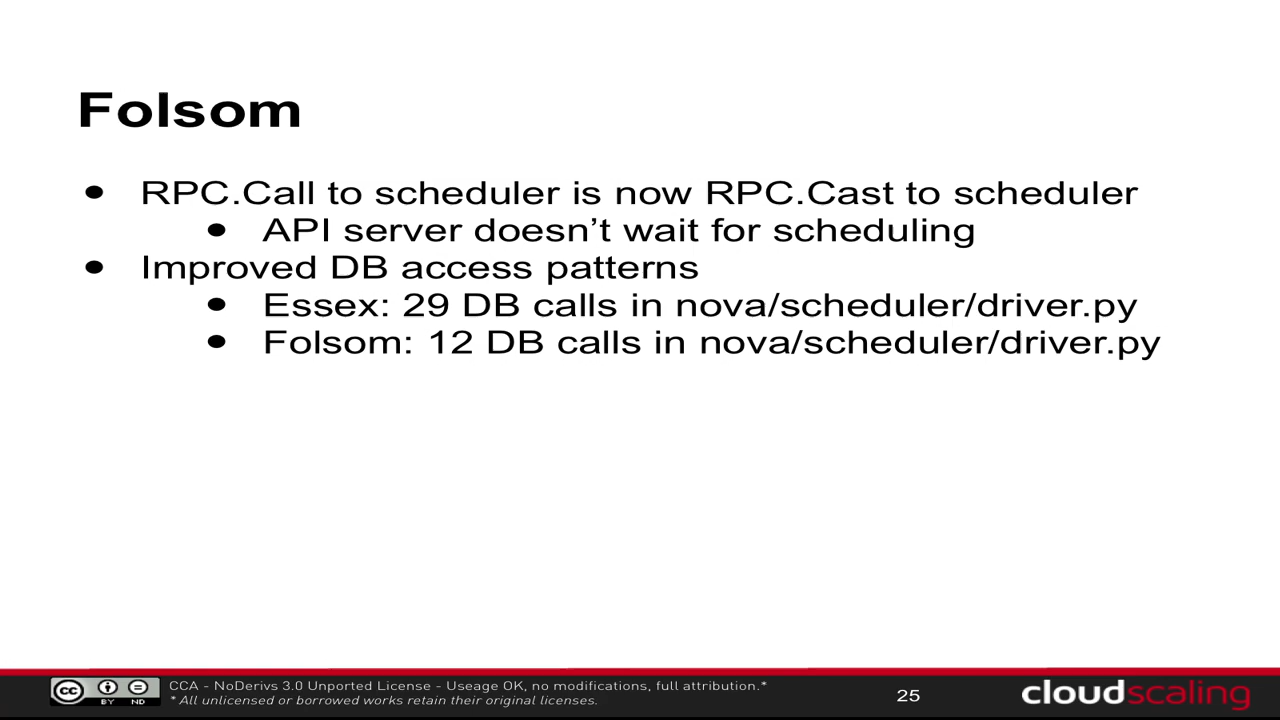 Folsom
• RPC.Call to scheduler is now RPC.Cast to scheduler
• API server doesn’t wait for scheduling
• Improved DB access patterns
• Essex: 29 DB calls in nova/scheduler/driver.py
• Folsom: 12 DB calls in nova/scheduler/driver.py
cc BY ND
CCA - NoDerivs 3.0 Unported License - Useage OK, no modifications, full attribution.*
* All unlicensed or borrowed works retain their original licenses.
25
cloudscaling